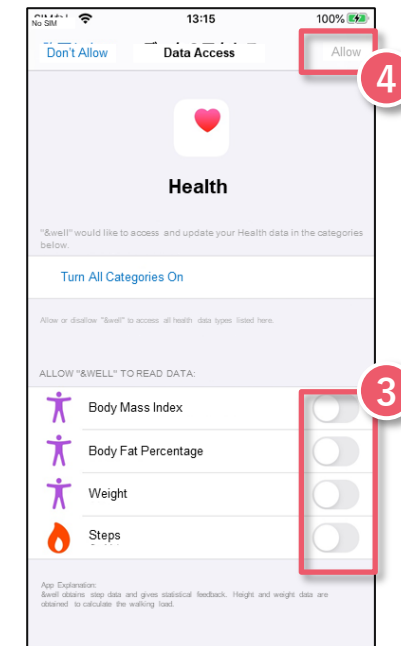 No SIM 13:15 100%
Don't Allow Data Access Allow
4
Health
"&well" would like to access and update your Health data in the categories
below.
Turn All Categories On
Allow or disallow "&well" to access all health data types listed here.
ALLOW "&WELL" TO READ DATA:
3
Body Mass Index
Body Fat Percentage
Weight
Steps
App Explanation:
&well obtains step data and gives statistical feedback. Height and weight data are
obtained to calculate the walking load.